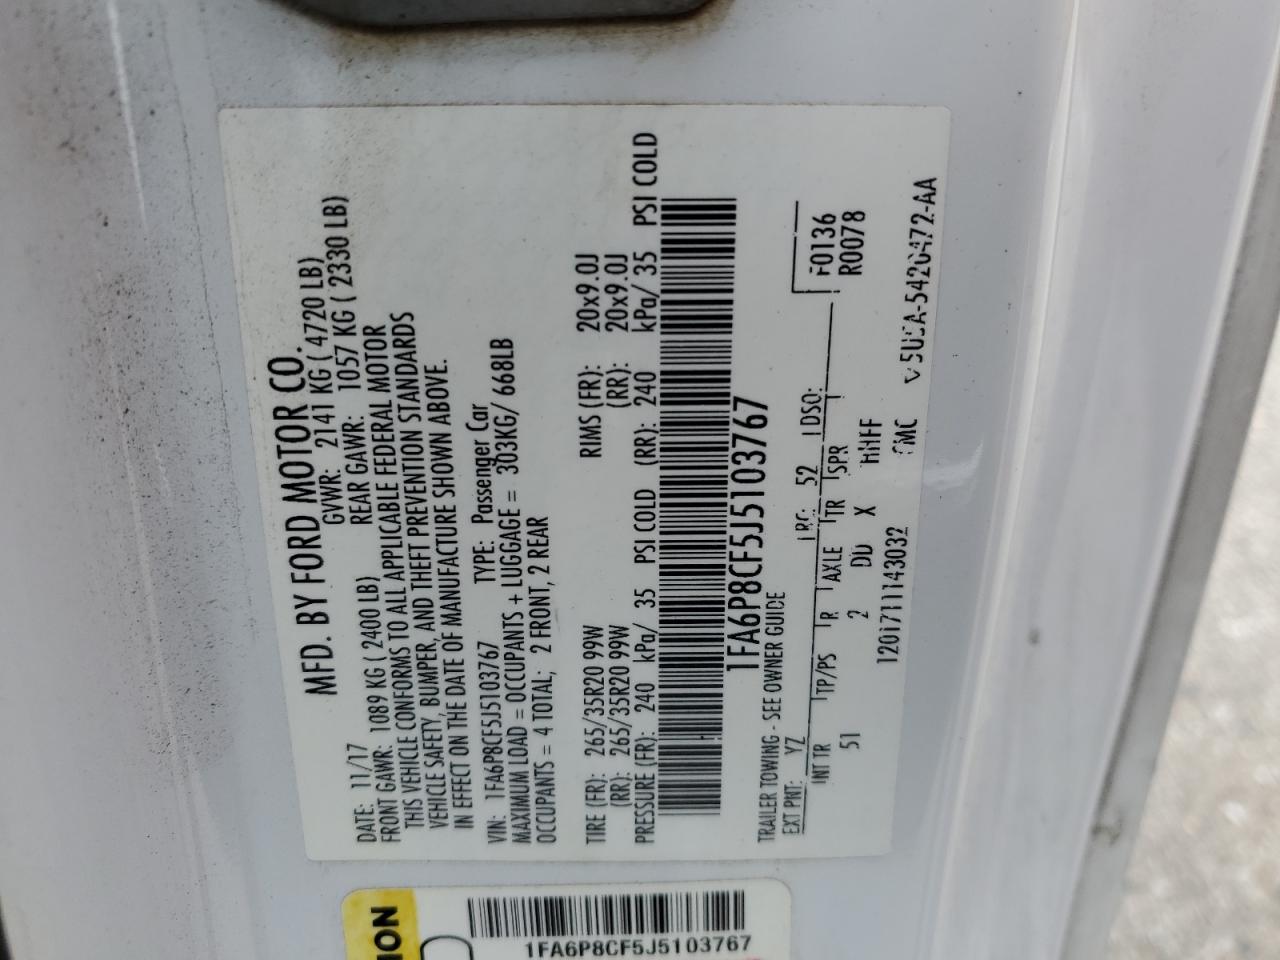 MFD. BY FORD MOTOR CO.
DATE: 11/17 GVWR: 2141 KG ( 4720 LB)
FRONT GAWR: 1089 KG ( 2400 LB) REAR GAWR: 1057 KG ( 2330 LB)
THIS VEHICLE CONFORMS TO ALL APPLICABLE FEDERAL MOTOR
VEHICLE SAFETY, BUMPER, AND THEFT PREVENTION STANDARDS
IN EFFECT ON THE DATE OF MANUFACTURE SHOWN ABOVE.
VIN: 1FA6P8CF5J5103767 TYPE: Passenger Car
MAXIMUM LOAD = OCCUPANTS + LUGGAGE = 303KG/ 668LB
OCCUPANTS = 4 TOTAL; 2 FRONT, 2 REAR
TIRE (FR): 265/35R20 99W RIMS (FR): 20x9.0J
(RR): 265/35R20 99W (RR): 20x9.0J
PRESSURE (FR): 240 kPa/ 35 PSI COLD (RR): 240 kPa/ 35 PSI COLD
1FA6P8CF5J5103767
TRAILER TOWING - SEE OWNER GUIDE
EXT PNT: YZ RC: 52 DSO: F0136
R0078
INT TR TP/PS R AXLE TR SPR
51 2 DD X HHFF
1201711143032
ION
1FA6P8CF5J5103767